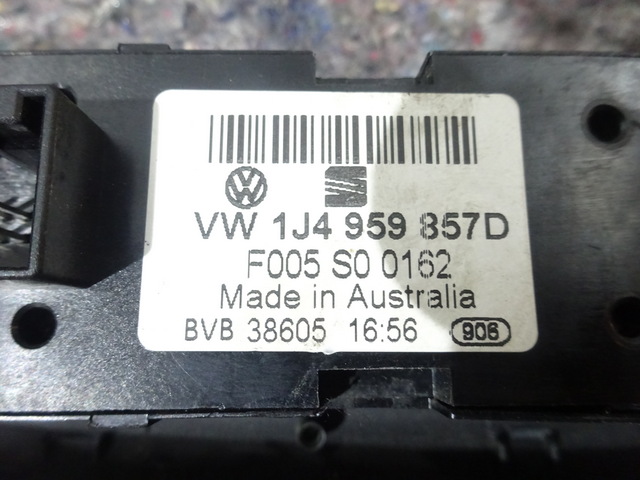 VW 1J4 959 857D
F005 S0 0162
Made in Australia
BVB 38605 16:56 906